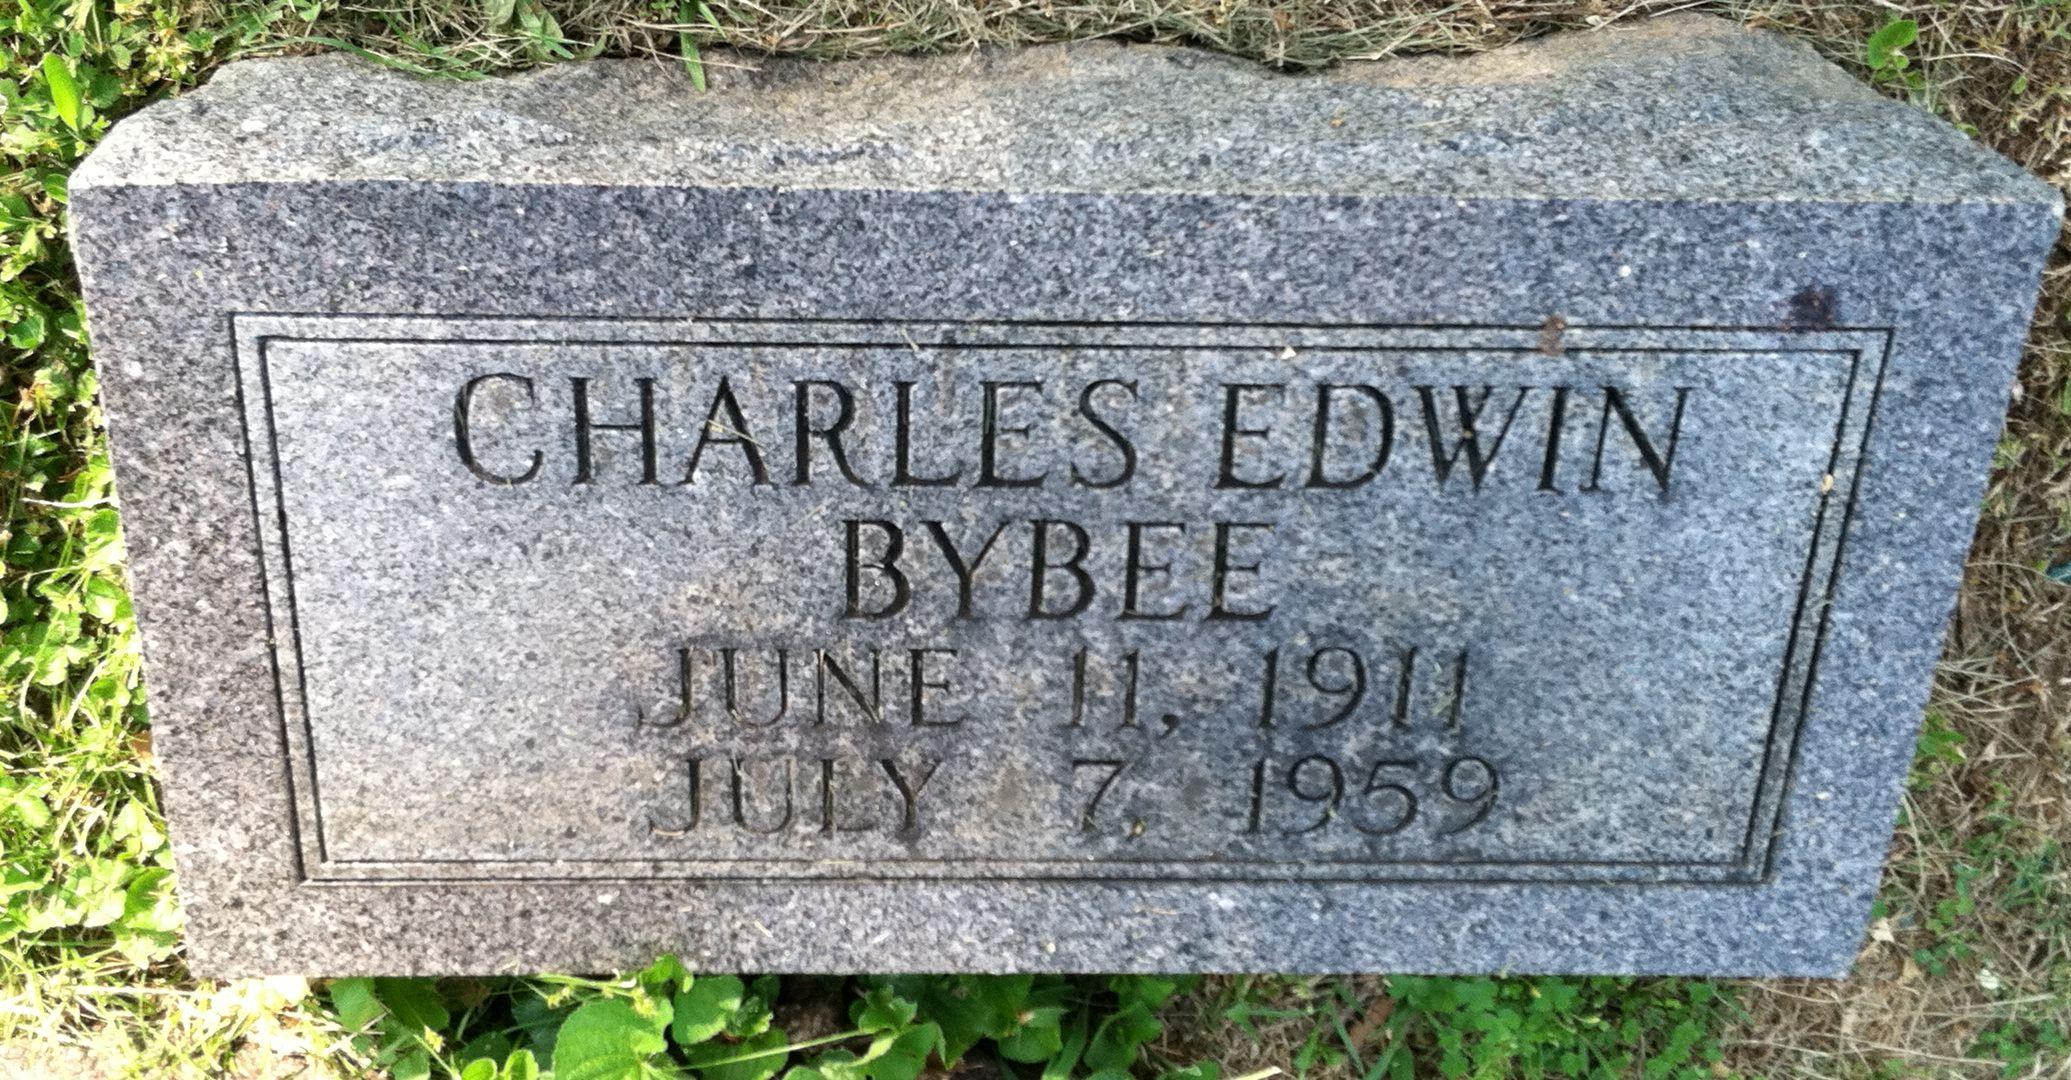 CHARLES EDWIN
BYBEE
JUNE 11, 1911
JULY 7, 1959